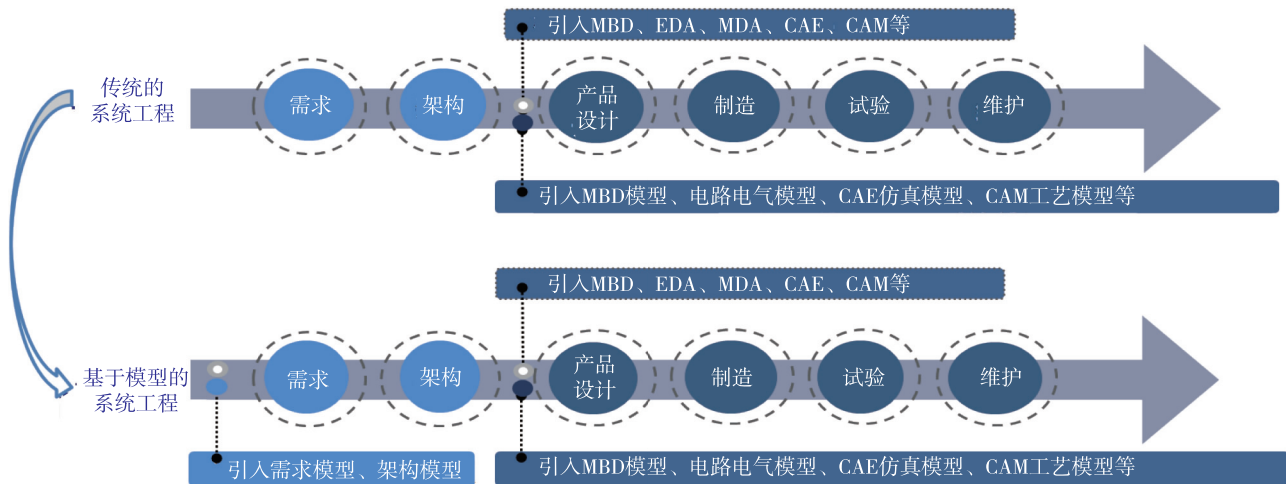 引入MBD、EDA、MDA、CAE、CAM等
传统的
系统工程
需求
架构
产品
设计
制造
试验
维护
引入MBD模型、电路电气模型、CAE仿真模型、CAM工艺模型等
引入MBD、EDA、MDA、CAE、CAM等
基于模型的
系统工程
需求
架构
产品
设计
制造
试验
维护
引入需求模型、架构模型
引入MBD模型、电路电气模型、CAE仿真模型、CAM工艺模型等